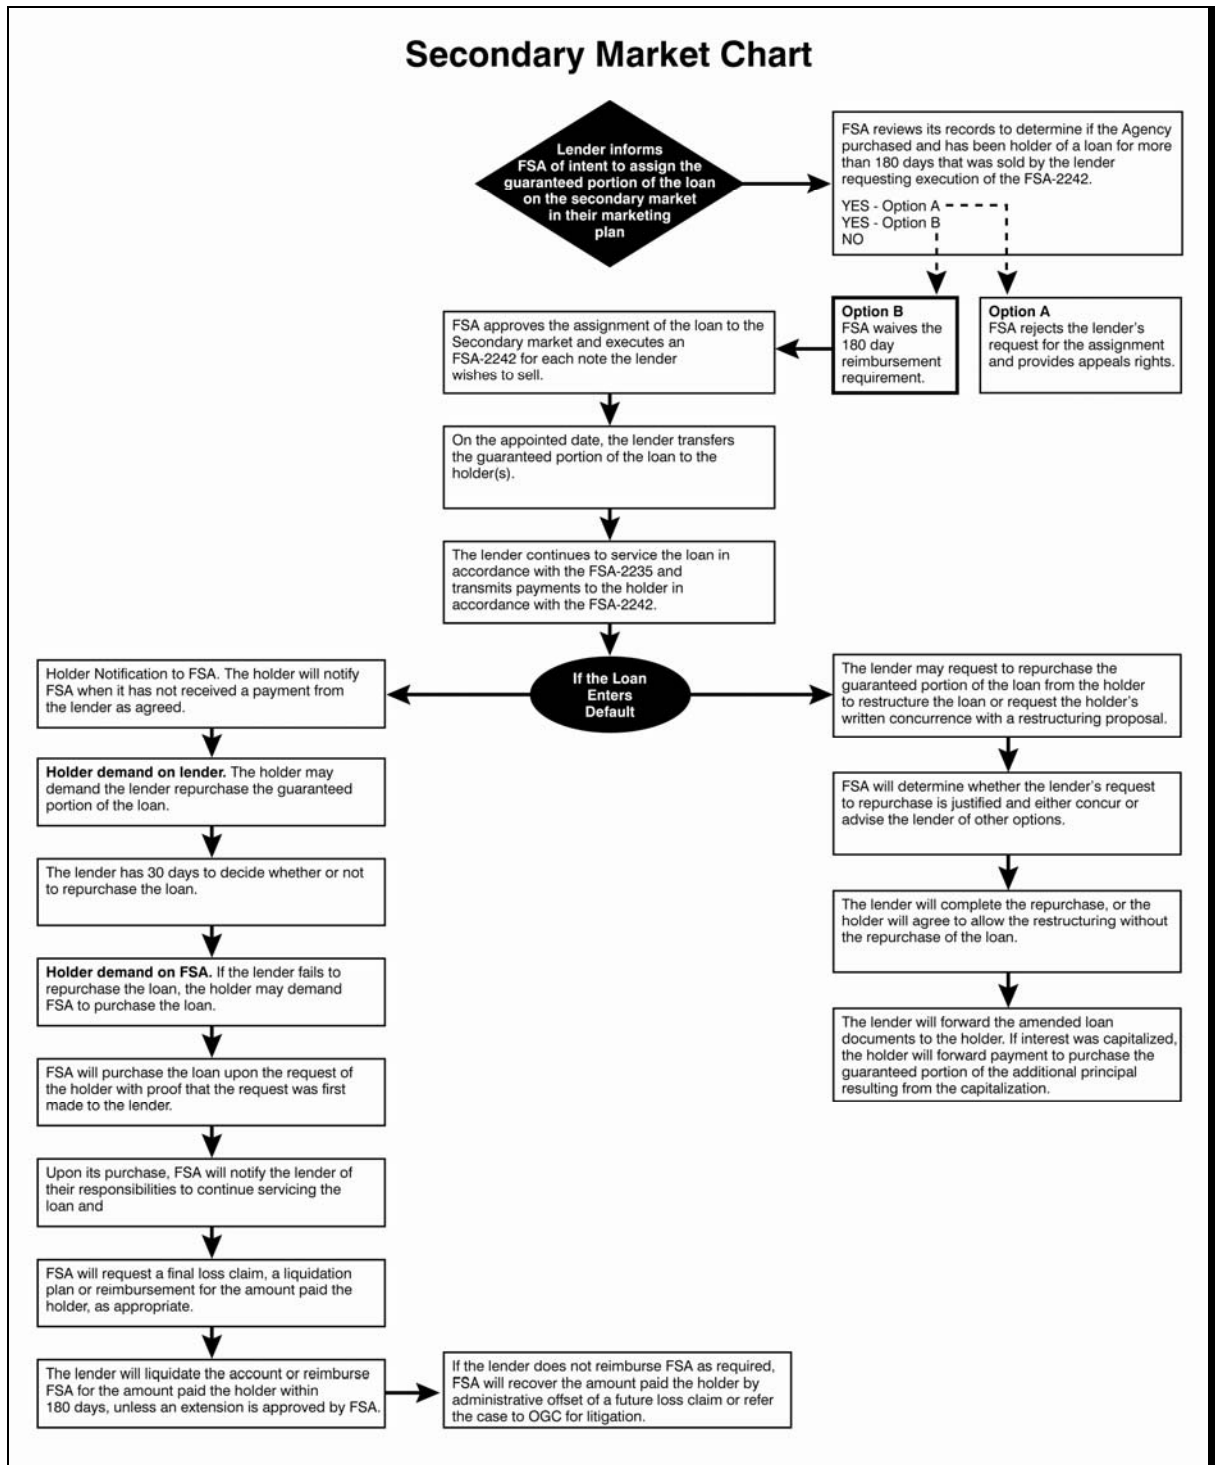 Secondary Market Chart
Lender informs
FSA of intent to assign the
guaranteed portion of the loan
on the secondary market
in their marketing
plan
FSA reviews its records to determine if the Agency
purchased and has been holder of a loan for more
than 180 days that was sold by the lender
requesting execution of the FSA-2242.
YES - Option A
YES - Option B
NO
Option B
FSA waives the
180 day
reimbursement
requirement.
Option A
FSA rejects the lender's
request for the assignment
and provides appeals rights.
FSA approves the assignment of the loan to the
Secondary market and executes an
FSA-2242 for each note the lender
wishes to sell.
On the appointed date, the lender transfers
the guaranteed portion of the loan to the
holder(s).
The lender continues to service the loan in
accordance with the FSA-2235 and
transmits payments to the holder in
accordance with the FSA-2242.
If the Loan
Enters
Default
Holder Notification to FSA. The holder will notify
FSA when it has not received a payment from
the lender as agreed.
Holder demand on lender. The holder may
demand the lender repurchase the guaranteed
portion of the loan.
The lender has 30 days to decide whether or not
to repurchase the loan.
Holder demand on FSA. If the lender fails to
repurchase the loan, the holder may demand
FSA to purchase the loan.
FSA will purchase the loan upon the request of
the holder with proof that the request was first
made to the lender.
Upon its purchase, FSA will notify the lender of
their responsibilities to continue servicing the
loan and
FSA will request a final loss claim, a liquidation
plan or reimbursement for the amount paid the
holder, as appropriate.
The lender will liquidate the account or reimburse
FSA for the amount paid the holder within
180 days, unless an extension is approved by FSA.
If the lender does not reimburse FSA as required,
FSA will recover the amount paid the holder by
administrative offset of a future loss claim or refer
the case to OGC for litigation.
The lender may request to repurchase the
guaranteed portion of the loan from the holder
to restructure the loan or request the holder's
written concurrence with a restructuring proposal.
FSA will determine whether the lender's request
to repurchase is justified and either concur or
advise the lender of other options.
The lender will complete the repurchase, or the
holder will agree to allow the restructuring without
the repurchase of the loan.
The lender will forward the amended loan
documents to the holder. If interest was capitalized,
the holder will forward payment to purchase the
guaranteed portion of the additional principal
resulting from the capitalization.